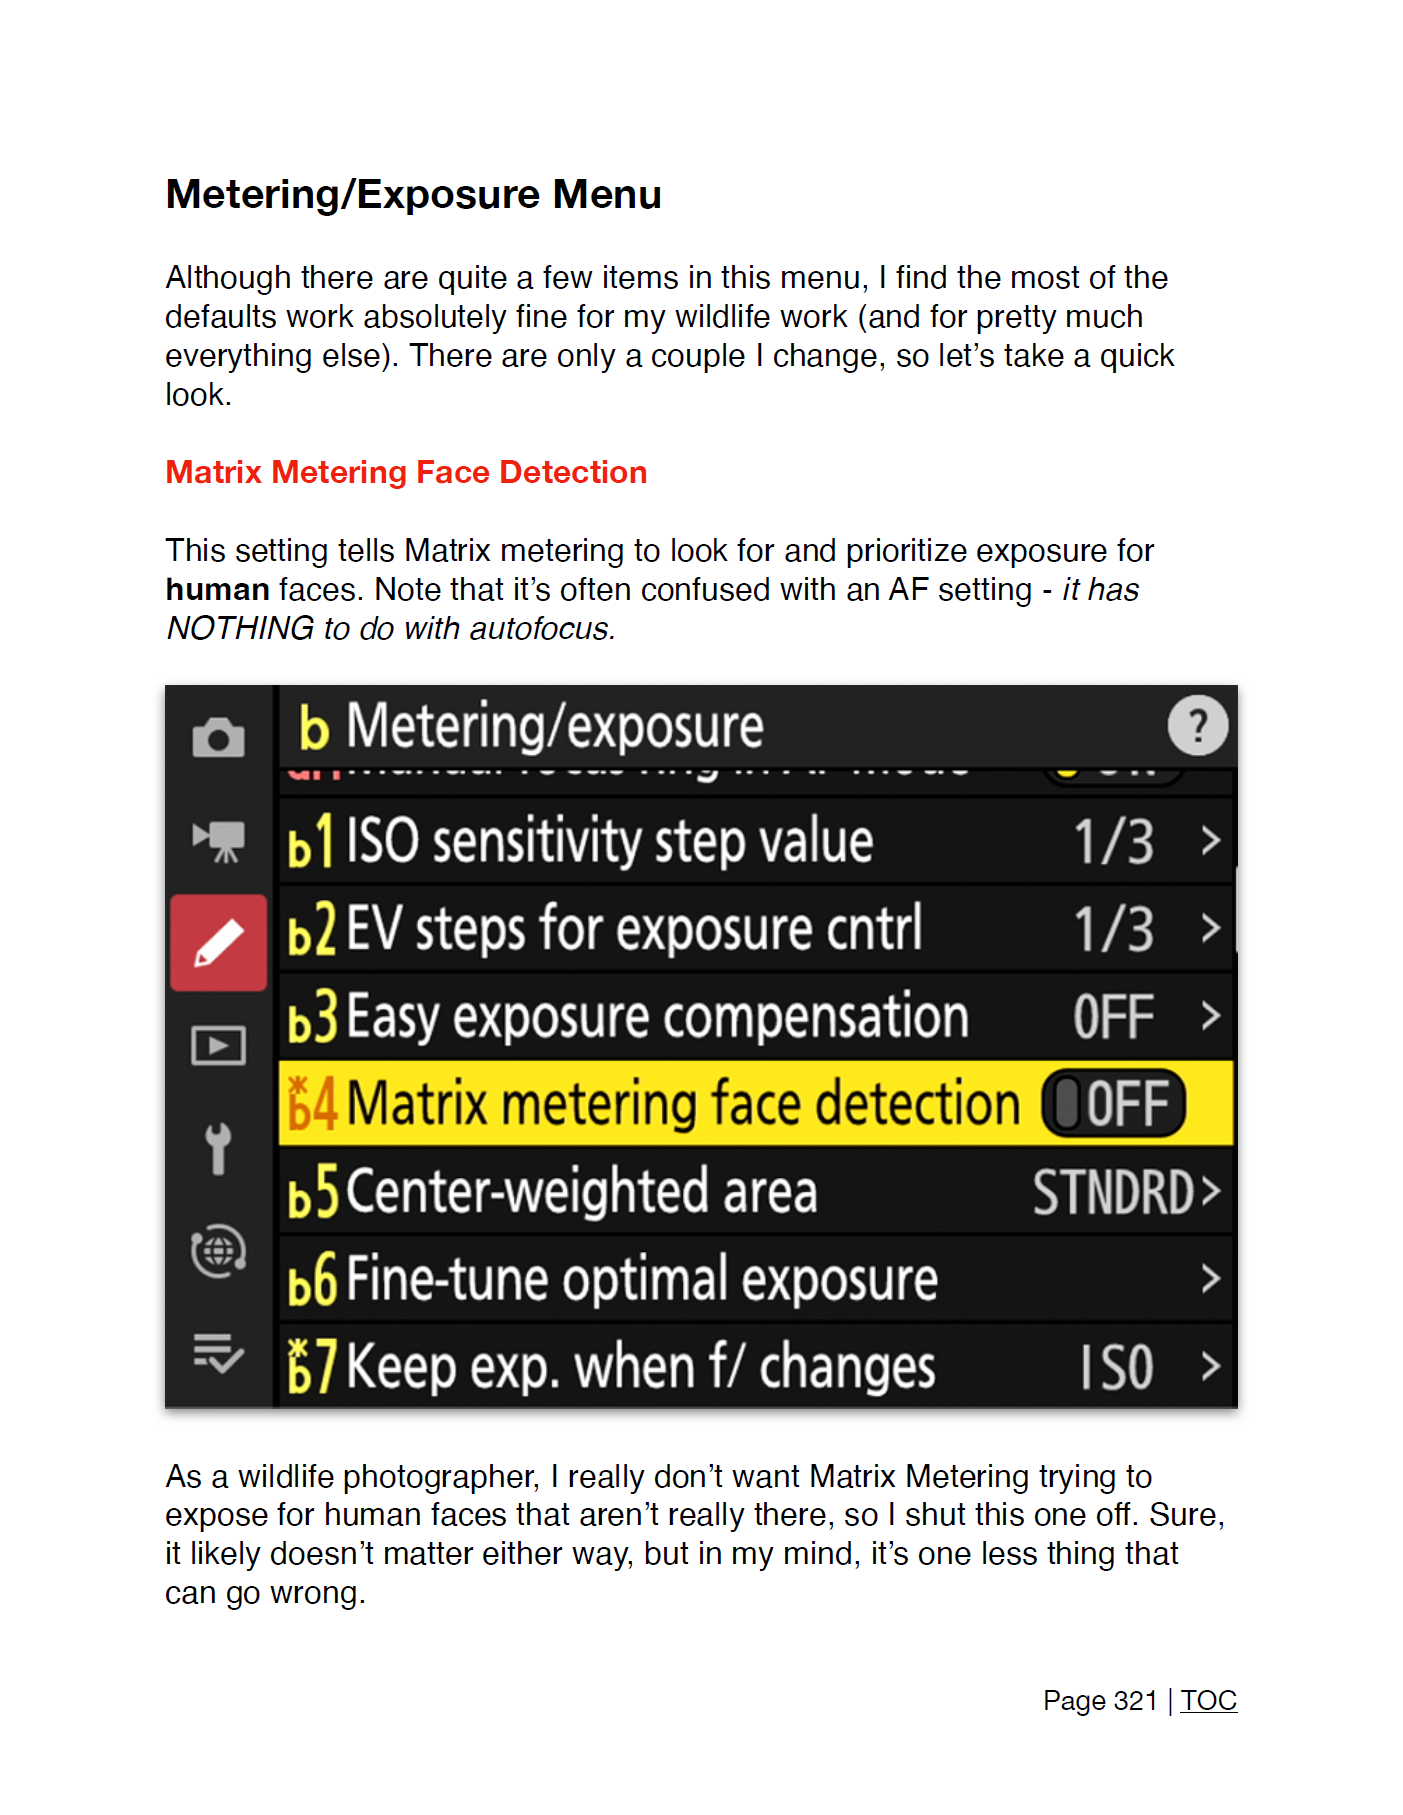 Metering/Exposure Menu
Although there are quite a few items in this menu, I find the most of the
defaults work absolutely fine for my wildlife work (and for pretty much
everything else). There are only a couple I change, so let’s take a quick
look.
Matrix Metering Face Detection
This setting tells Matrix metering to look for and prioritize exposure for
human faces. Note that it’s often confused with an AF setting - it has
NOTHING to do with autofocus.
b Metering/exposure ?
b1 ISO sensitivity step value 1/3 >
b2 EV steps for exposure cntrl 1/3 >
b3 Easy exposure compensation OFF >
*b4 Matrix metering face detection OFF
b5 Center-weighted area STNDRD >
b6 Fine-tune optimal exposure >
*b7 Keep exp. when f/ changes ISO >
As a wildlife photographer, I really don’t want Matrix Metering trying to
expose for human faces that aren’t really there, so I shut this one off. Sure,
it likely doesn’t matter either way, but in my mind, it’s one less thing that
can go wrong.
Page 321 | TOC